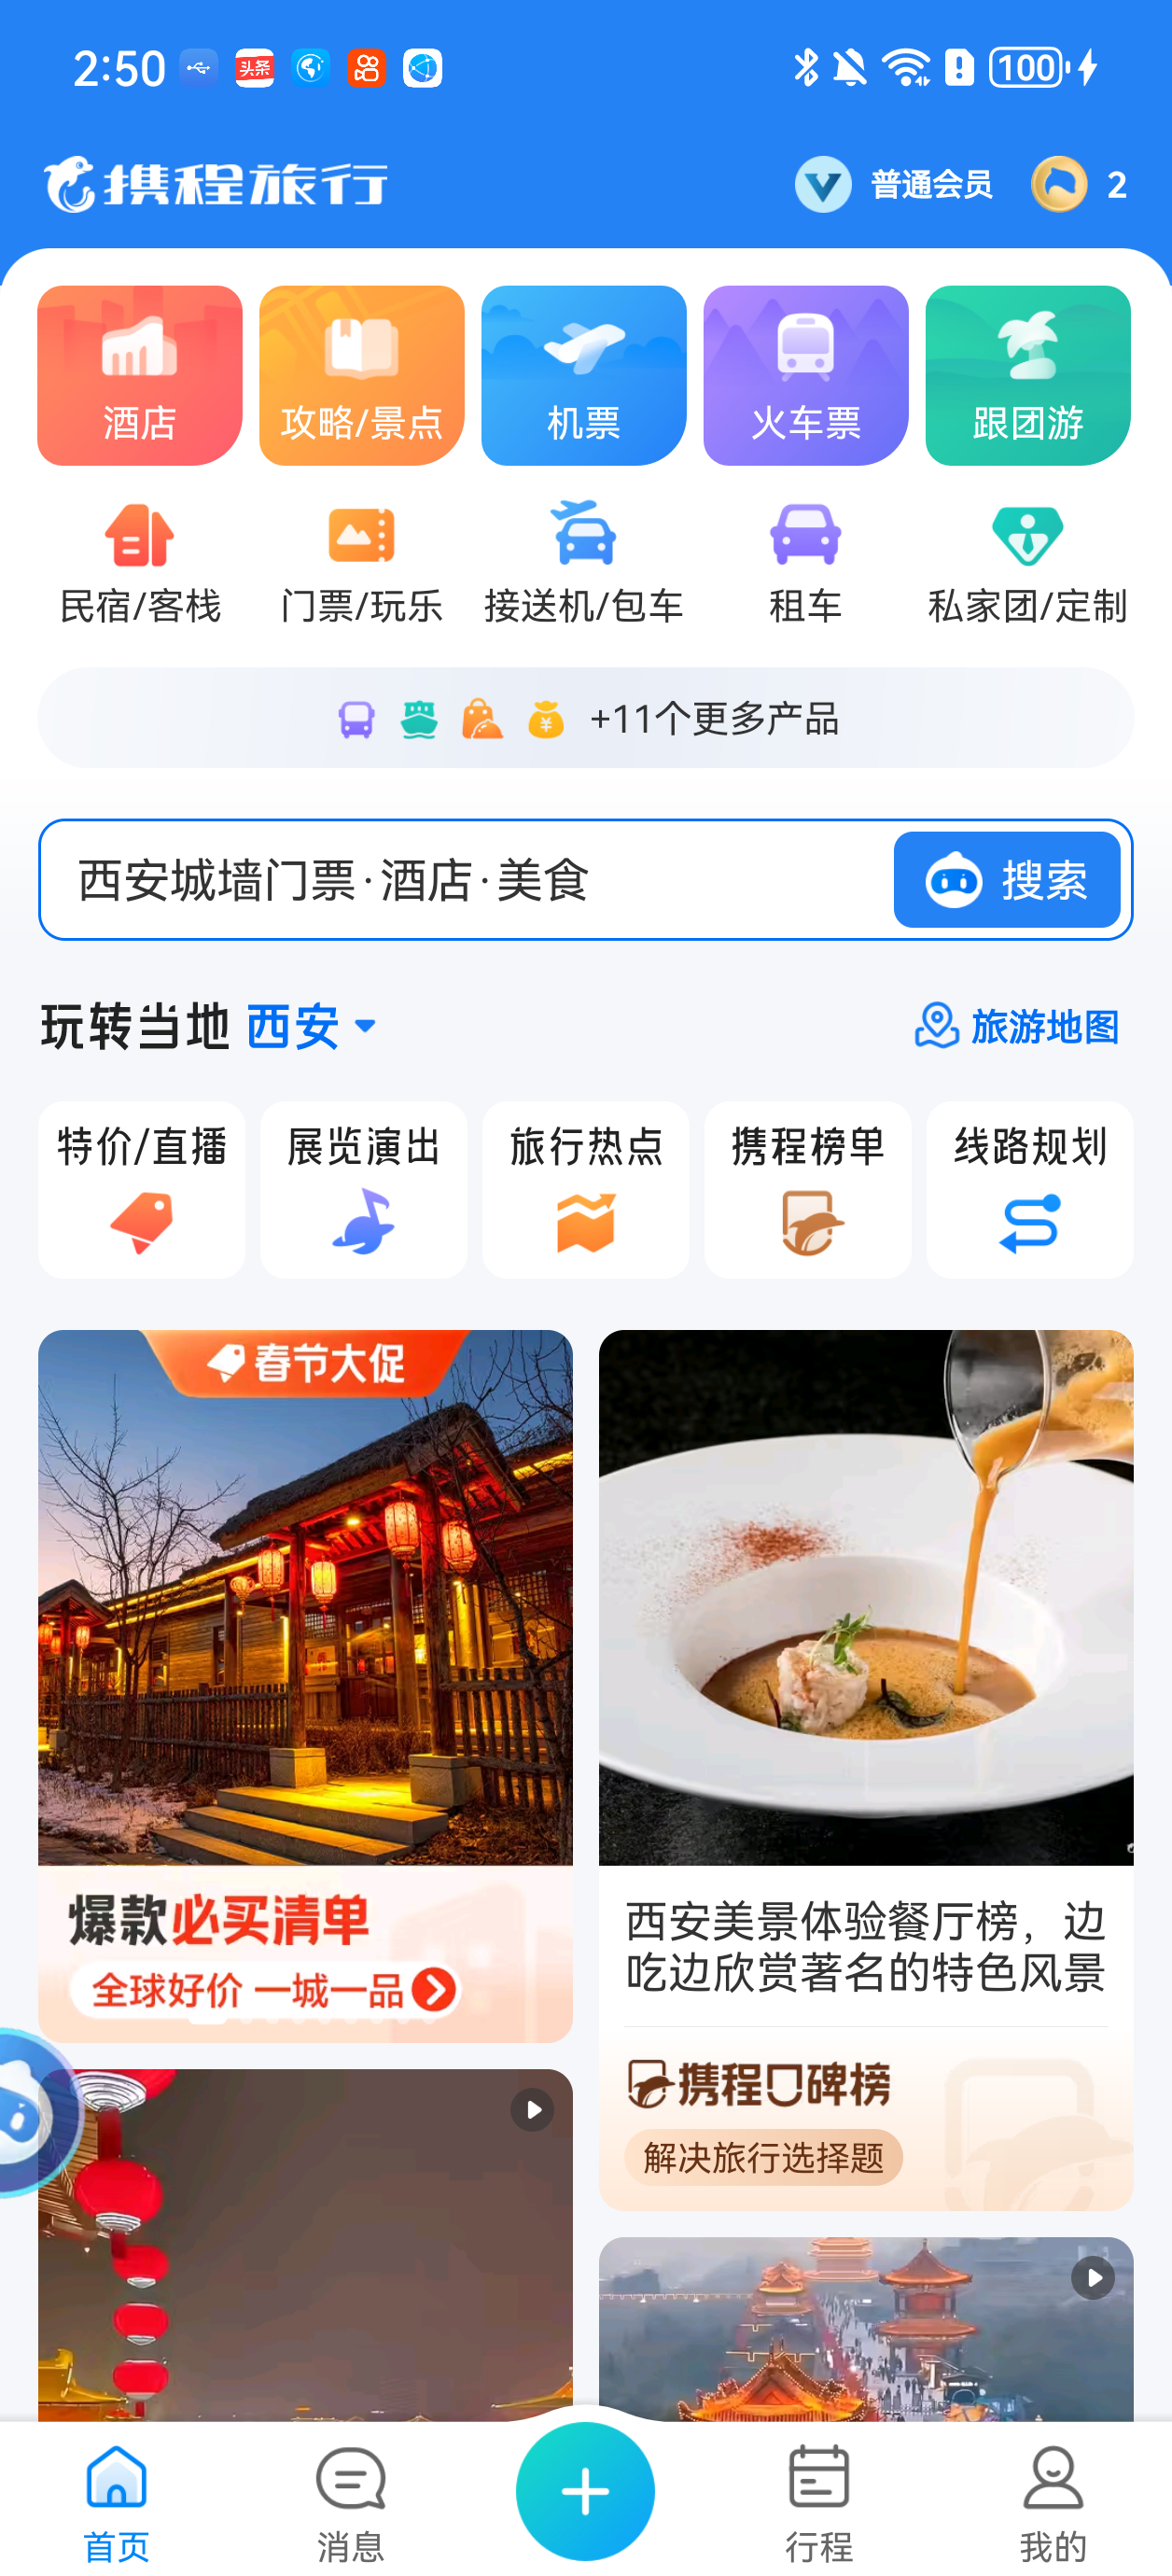 2:50 头条 100
携程旅行 普通会员 2
酒店 攻略/景点 机票 火车票 跟团游
民宿/客栈 门票/玩乐 接送机/包车 租车 私家团/定制
+11个更多产品
西安城墙门票·酒店·美食 搜索
玩转当地 西安 旅游地图
特价/直播 展览演出 旅行热点 携程榜单 线路规划
春节大促
爆款必买清单
全球好价 一城一品
西安美景体验餐厅榜，边
吃边欣赏著名的特色风景
携程口碑榜
解决旅行选择题
首页 消息 行程 我的